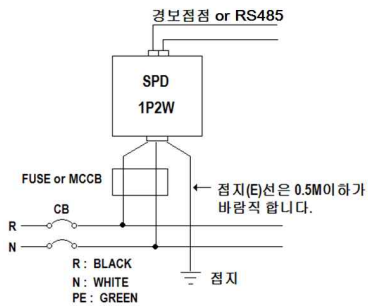 경보접점 or RS485
SPD
1P2W
FUSE or MCCB
접지(E)선은 0.5M이하가
바람직 합니다.
CB
R
N
R : BLACK
N : WHITE
PE : GREEN
접지